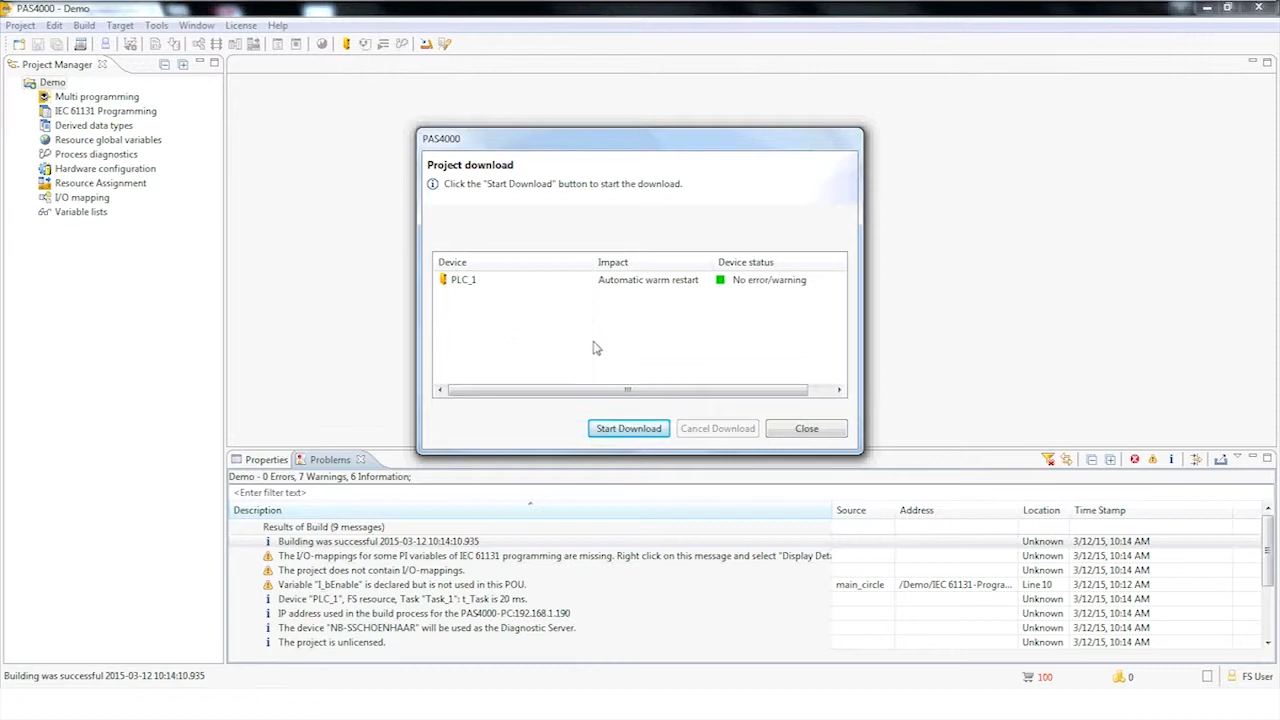 PAS4000 - Demo
Project Edit Build Target Tools Window License Help
Project Manager
Demo
Multi programming
IEC 61131 Programming
Derived data types
Resource global variables
Process diagnostics
Hardware configuration
Resource Assignment
I/O mapping
Variable lists
PAS4000
Project download
Click the "Start Download" button to start the download.
Device Impact Device status
PLC_1 Automatic warm restart No error/warning
Start Download Cancel Download Close
Properties Problems
Demo - 0 Errors, 7 Warnings, 6 Information;
<Enter filter text>
Description Source Address Location Time Stamp
Results of Build (9 messages)
Building was successful 2015-03-12 10:14:10.935 Unknown 3/12/15, 10:14 AM
The I/O-mappings for some PI variables of IEC 61131 programming are missing. Right click on this message and select "Display Deta Unknown 3/12/15, 10:14 AM
The project does not contain I/O-mappings. Unknown 3/12/15, 10:14 AM
Variable "I_bEnable" is declared but is not used in this POU. main_circle /Demo/IEC 61131-Progra... Line 10 3/12/15, 10:12 AM
Device "PLC_1", FS resource, Task "Task_1": t_Task is 20 ms. Unknown 3/12/15, 10:14 AM
IP address used in the build process for the PAS4000-PC:192.168.1.190 Unknown 3/12/15, 10:14 AM
The device "NB-SSCHOENHAAR" will be used as the Diagnostic Server. Unknown 3/12/15, 10:14 AM
The project is unlicensed. Unknown 3/12/15, 10:14 AM
Building was successful 2015-03-12 10:14:10.935 100 0 FS User